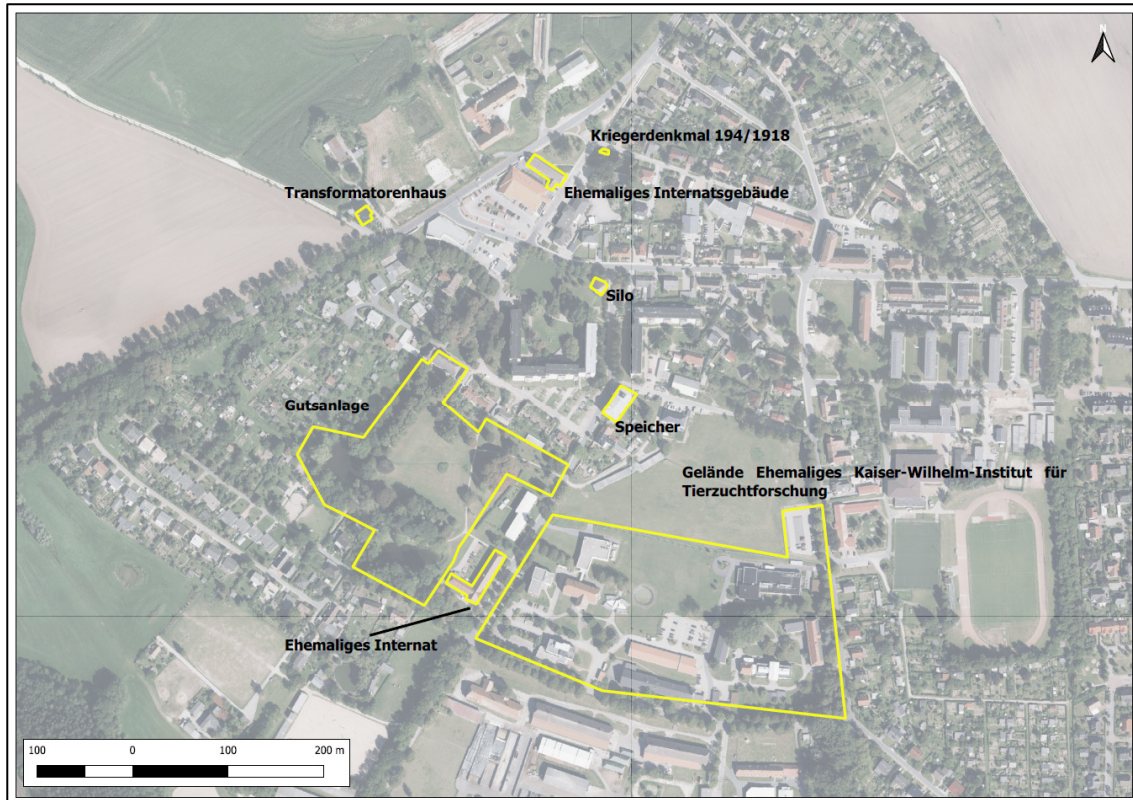 N
Kriegerdenkmal 194/1918
Transformatorenhaus
Ehemaliges Internatsgebäude
Silo
Gutsanlage
Speicher
Gelände Ehemaliges Kaiser-Wilhelm-Institut für
Tierzuchtforschung
Ehemaliges Internat
100 0 100 200 m